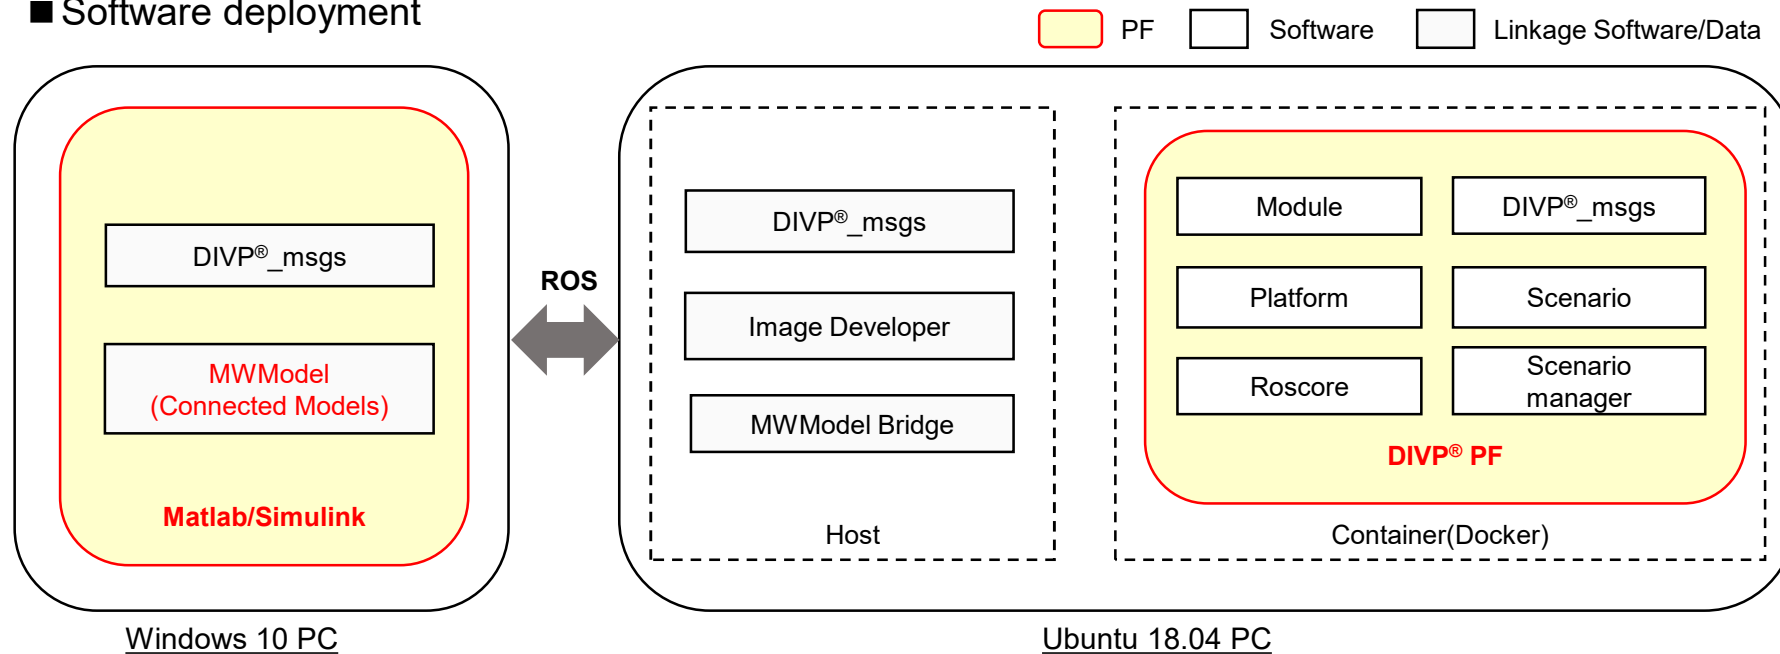 ■ Software deployment
PF
Software
Linkage Software/Data
DIVP®_msgs
MWModel
(Connected Models)
Matlab/Simulink
Windows 10 PC
ROS
DIVP®_msgs
Image Developer
MWModel Bridge
Host
Module
DIVP®_msgs
Platform
Scenario
Roscore
Scenario
manager
DIVP® PF
Container(Docker)
Ubuntu 18.04 PC